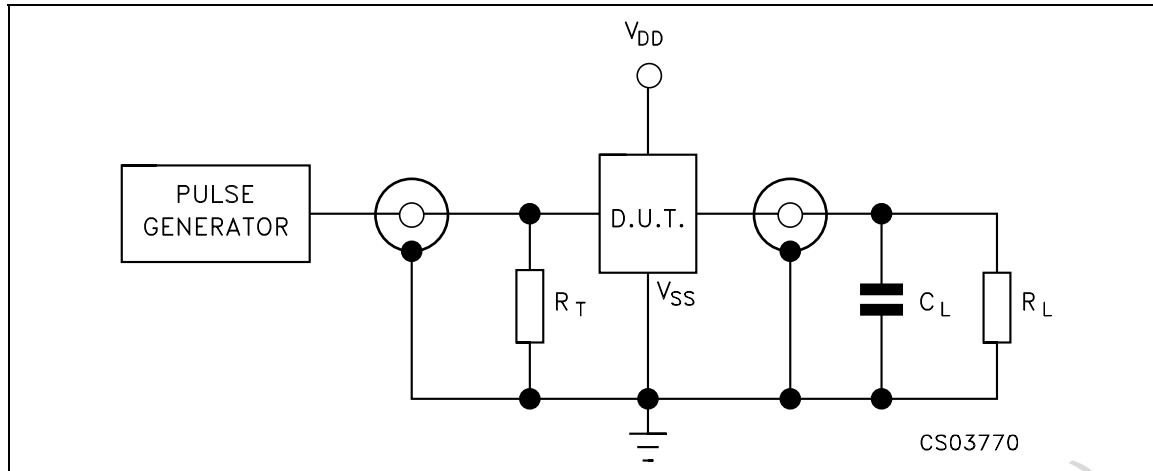 V_DD
PULSE
GENERATOR
D.U.T.
R_T
V_SS
C_L
R_L
CS03770